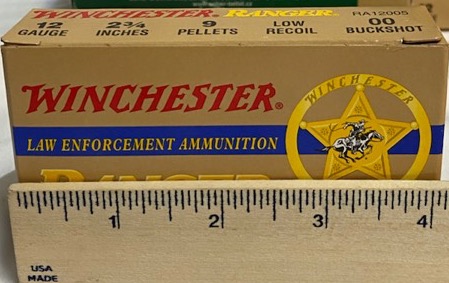 WINCHESTER RANGER
RA12005
12 GAUGE
2¾ INCHES
9 PELLETS
LOW RECOIL
00 BUCKSHOT
WINCHESTER®
WINCHESTER
LAW ENFORCEMENT AMMUNITION
RANGER
1 2 3 4
USA
MADE